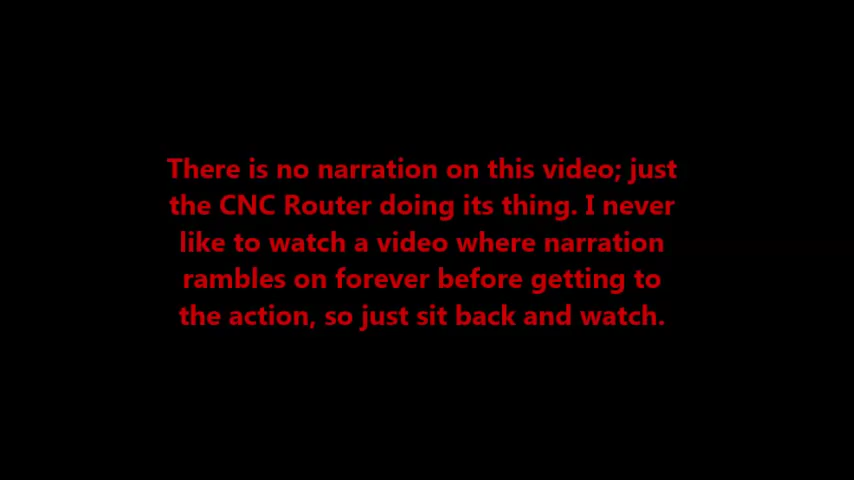 There is no narration on this video; just
the CNC Router doing its thing. I never
like to watch a video where narration
rambles on forever before getting to
the action, so just sit back and watch.